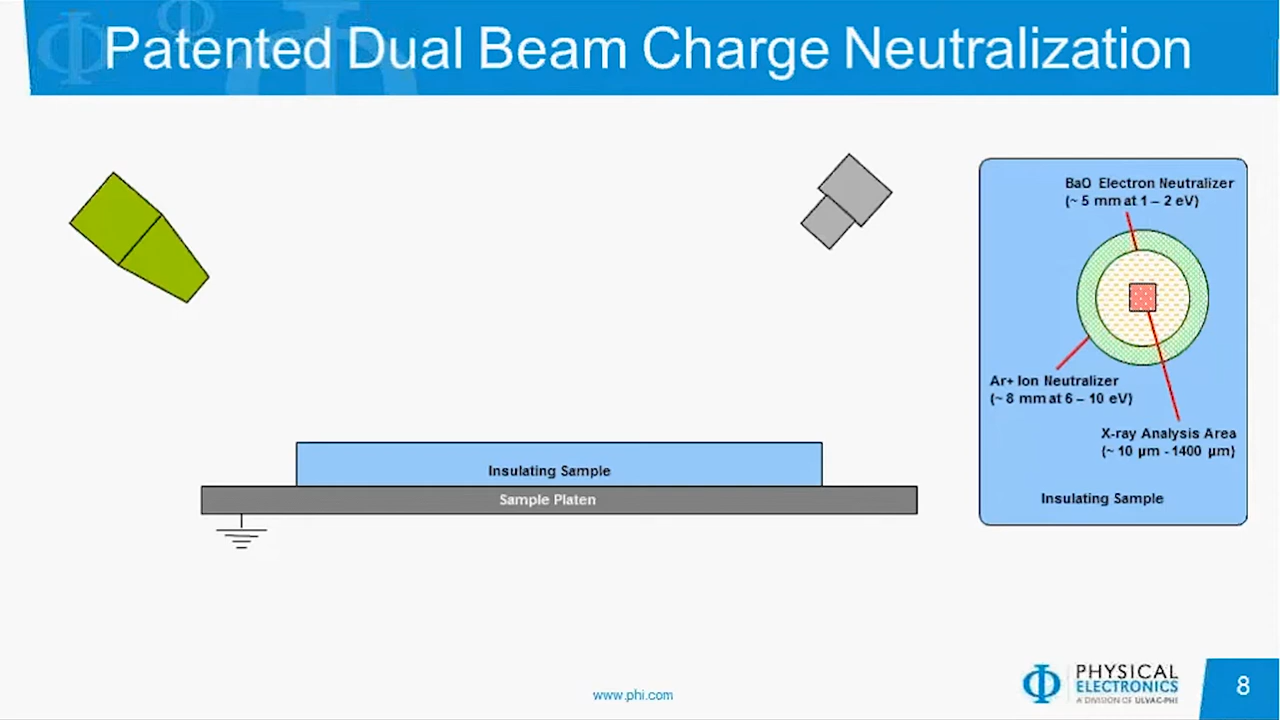 Patented Dual Beam Charge Neutralization
BaO Electron Neutralizer
(~ 5 mm at 1 – 2 eV)
Ar+ Ion Neutralizer
(~ 8 mm at 6 – 10 eV)
X-ray Analysis Area
(~ 10 µm - 1400 µm)
Insulating Sample
Insulating Sample
Sample Platen
www.phi.com
PHYSICAL
ELECTRONICS
A DIVISION OF ULVAC-PHI
8